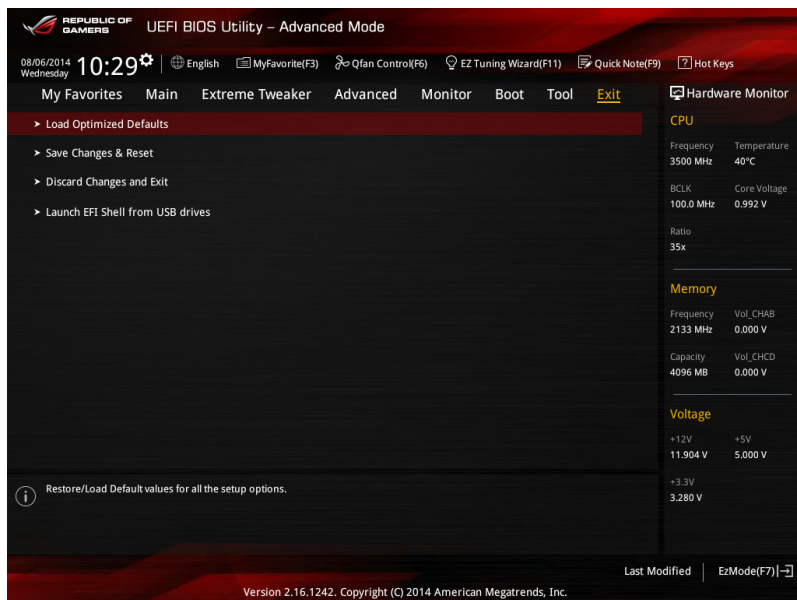 REPUBLIC OF
GAMERS
UEFI BIOS Utility – Advanced Mode
08/06/2014
Wednesday
10:29
English
MyFavorite(F3)
Qfan Control(F6)
EZ Tuning Wizard(F11)
Quick Note(F9)
? Hot Keys
My Favorites Main Extreme Tweaker Advanced Monitor Boot Tool Exit
Hardware Monitor
> Load Optimized Defaults
> Save Changes & Reset
> Discard Changes and Exit
> Launch EFI Shell from USB drives
CPU
Frequency Temperature
3500 MHz 40°C
BCLK Core Voltage
100.0 MHz 0.992 V
Ratio
35x
Memory
Frequency Vol_CHAB
2133 MHz 0.000 V
Capacity Vol_CHCD
4096 MB 0.000 V
Voltage
+12V +5V
11.904 V 5.000 V
+3.3V
3.280 V
i Restore/Load Default values for all the setup options.
Last Modified
EzMode(F7)
Version 2.16.1242. Copyright (C) 2014 American Megatrends, Inc.